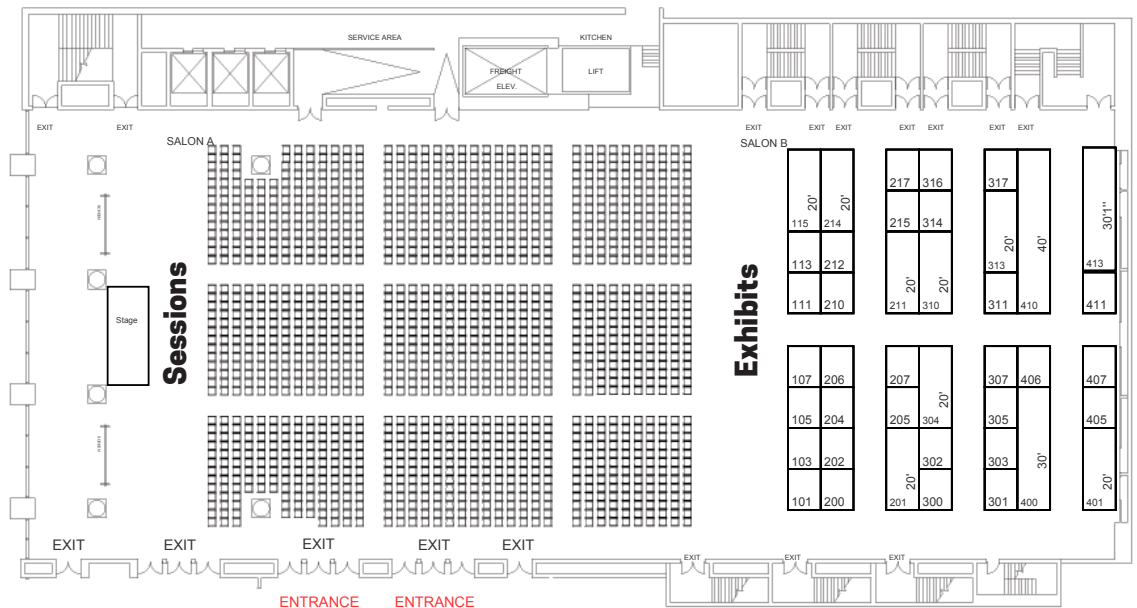 SERVICE AREA
KITCHEN
FREIGHT
ELEV.
LIFT
EXIT
EXIT
EXIT
EXIT
EXIT
EXIT
EXIT
EXIT
EXIT
SALON A
SALON B
217
316
317
20'
20'
30'1"
115
214
215
314
20'
40'
113
212
313
413
20'
20'
111
210
211
310
311
410
411
Sessions
Exhibits
SCREEN
Stage
SCREEN
107
206
207
307
406
407
20'
105
204
205
304
305
405
103
202
302
303
20'
30'
20'
101
200
201
300
301
400
401
EXIT
EXIT
EXIT
EXIT
EXIT
EXIT
EXIT
EXIT
ENTRANCE
ENTRANCE